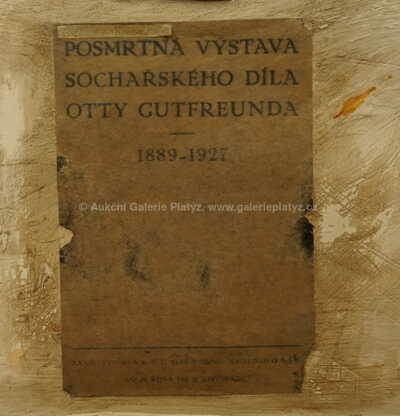 POSMRTNÁ VÝSTAVA
SOCHAŘSKÉHO DÍLA
OTTY GUTFREUNDA
1889-1927
© Aukční Galerie Platýz, www.galerieplatyz.cz